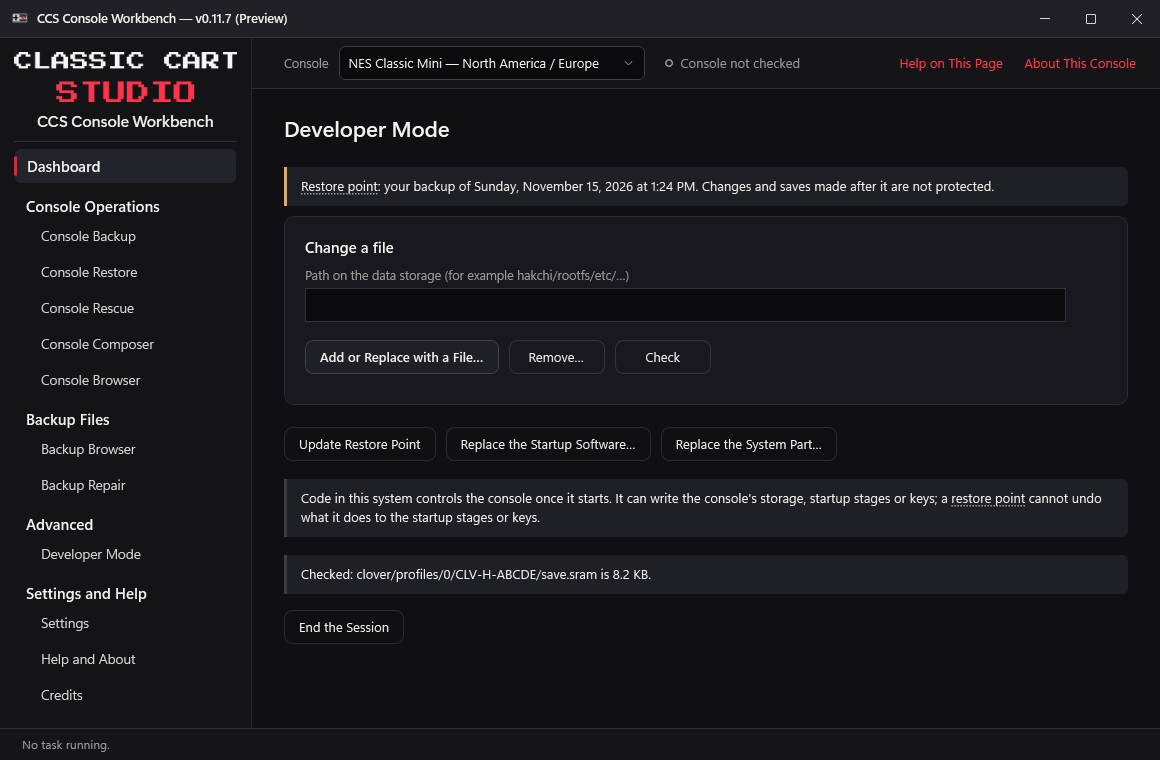 CCS Console Workbench — v0.11.7 (Preview)
CLASSIC CART
STUDIO
CCS Console Workbench
Dashboard
Console Operations
Console Backup
Console Restore
Console Rescue
Console Composer
Console Browser
Backup Files
Backup Browser
Backup Repair
Advanced
Developer Mode
Settings and Help
Settings
Help and About
Credits
Console
NES Classic Mini — North America / Europe
Console not checked
Help on This Page
About This Console
Developer Mode
Restore point: your backup of Sunday, November 15, 2026 at 1:24 PM. Changes and saves made after it are not protected.
Change a file
Path on the data storage (for example hakchi/rootfs/etc/...)
Add or Replace with a File...
Remove...
Check
Update Restore Point
Replace the Startup Software...
Replace the System Part...
Code in this system controls the console once it starts. It can write the console's storage, startup stages or keys; a restore point cannot undo
what it does to the startup stages or keys.
Checked: clover/profiles/0/CLV-H-ABCDE/save.sram is 8.2 KB.
End the Session
No task running.